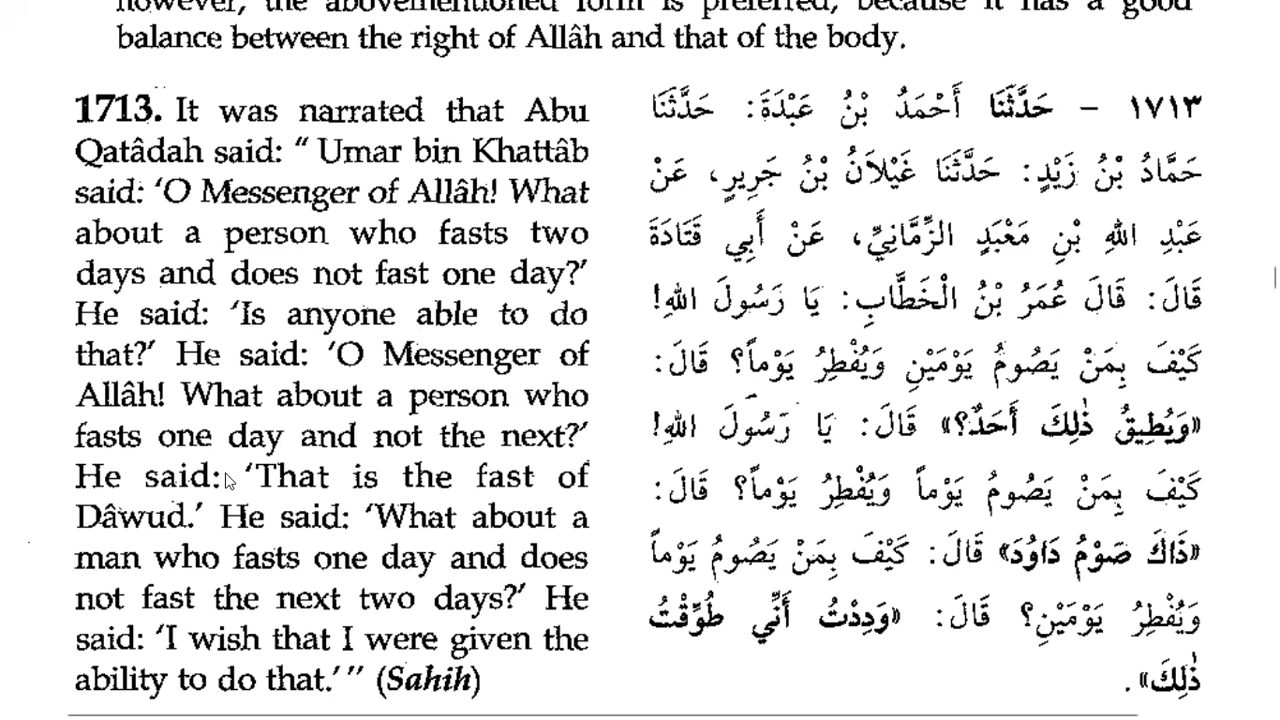 however, the abovementioned form is preferred, because it has a good
balance between the right of Allâh and that of the body.
1713. It was narrated that Abu
Qatâdah said: "Umar bin Khattâb
said: 'O Messenger of Allâh! What
about a person who fasts two
days and does not fast one day?'
He said: 'Is anyone able to do
that?' He said: 'O Messenger of
Allâh! What about a person who
fasts one day and not the next?'
He said: 'That is the fast of
Dâwud.' He said: 'What about a
man who fasts one day and does
not fast the next two days?' He
said: 'I wish that I were given the
ability to do that.'" (Sahih)
١٧١٣ – حَدَّثَنَا أَحْمَدُ بْنُ عَبْدَةَ: حَدَّثَنَا
حَمَّادُ بْنُ زَيْدٍ: حَدَّثَنَا غَيْلَانُ بْنُ جَرِيرٍ، عَنْ
عَبْدِ اللهِ بْنِ مَعْبَدٍ الزِّمَّانِيِّ، عَنْ أَبِي قَتَادَةَ
قَالَ: قَالَ عُمَرُ بْنُ الْخَطَّابِ: يَا رَسُولَ اللهِ!
كَيْفَ بِمَنْ يَصُومُ يَوْمَيْنِ وَيُفْطِرُ يَوْماً؟ قَالَ:
«وَيُطِيقُ ذٰلِكَ أَحَدٌ؟» قَالَ: يَا رَسُولَ اللهِ!
كَيْفَ بِمَنْ يَصُومُ يَوْماً وَيُفْطِرُ يَوْماً؟ قَالَ:
«ذَاكَ صَوْمُ دَاوُدَ» قَالَ: كَيْفَ بِمَنْ يَصُومُ يَوْماً
وَيُفْطِرُ يَوْمَيْنِ؟ قَالَ: «وَدِدْتُ أَنِّي طُوِّقْتُ
ذٰلِكَ».